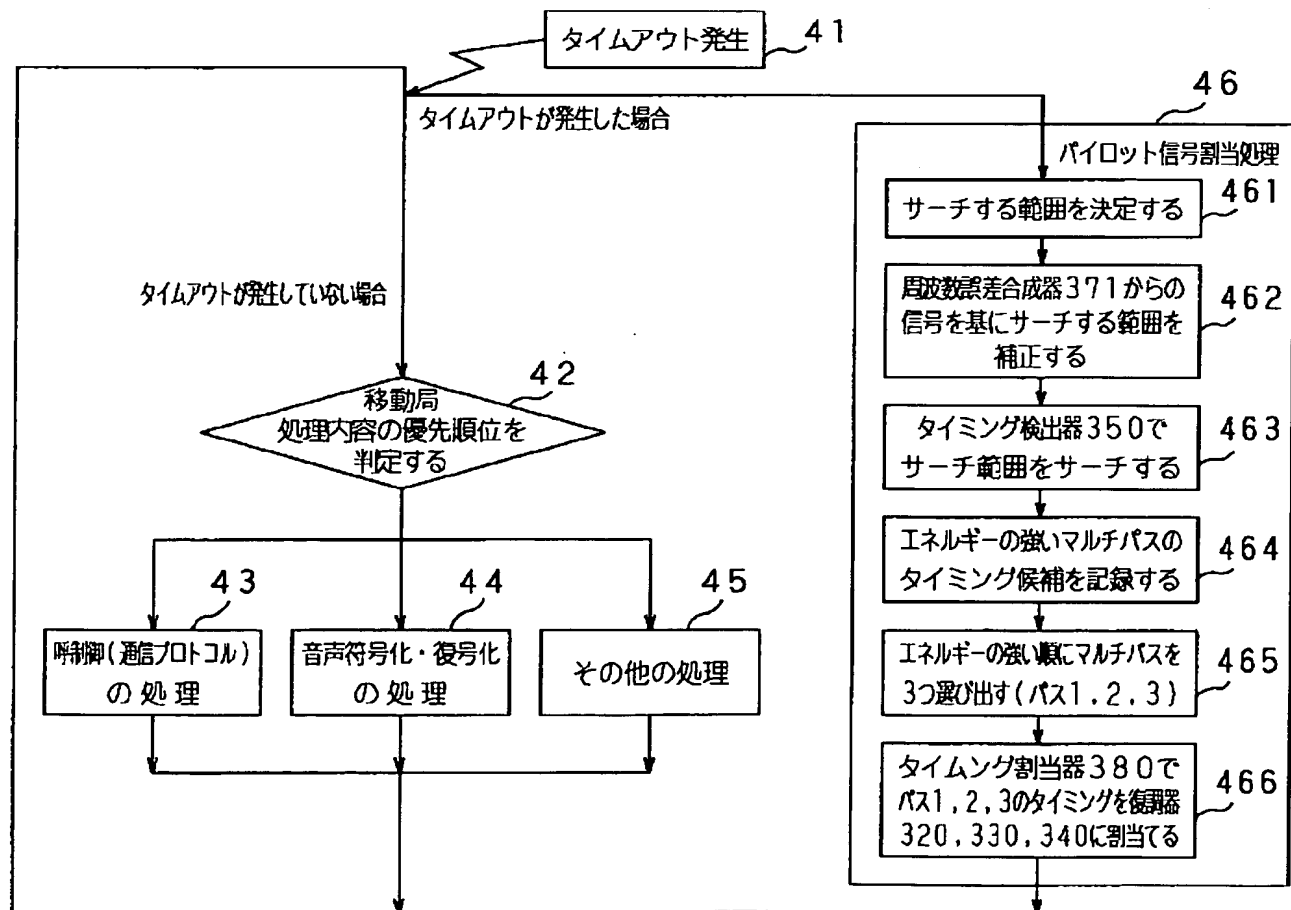 タイムアウト発生
41
タイムアウトが発生した場合
46
パイロット信号割当処理
サーチする範囲を決定する
461
タイムアウトが発生していない場合
周波数誤差合成器371からの
信号を基にサーチする範囲を
補正する
462
42
移動局
処理内容の優先順位を
判定する
タイミング検出器350で
サーチ範囲をサーチする
463
エネルギーの強いマルチパスの
タイミング候補を記録する
464
43
呼制御(通信プロトコル)
の処理
44
音声符号化・復号化
の処理
45
その他の処理
エネルギーの強い順にマルチパスを
3つ選び出す(パス1,2,3)
465
タイムング割当器380で
パス1,2,3のタイミングを復調器
320,330,340に割当てる
466